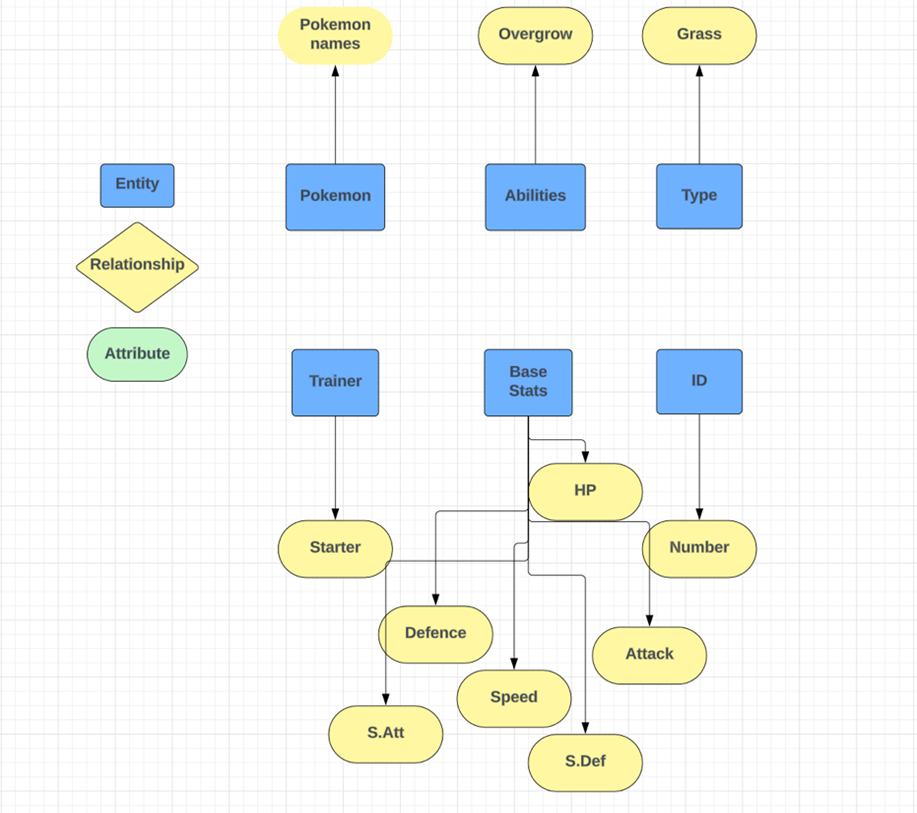 Pokemon
names
Overgrow
Grass
Entity
Pokemon
Abilities
Type
Relationship
Attribute
Trainer
Base
Stats
ID
HP
Starter
Number
Defence
Attack
Speed
S.Att
S.Def